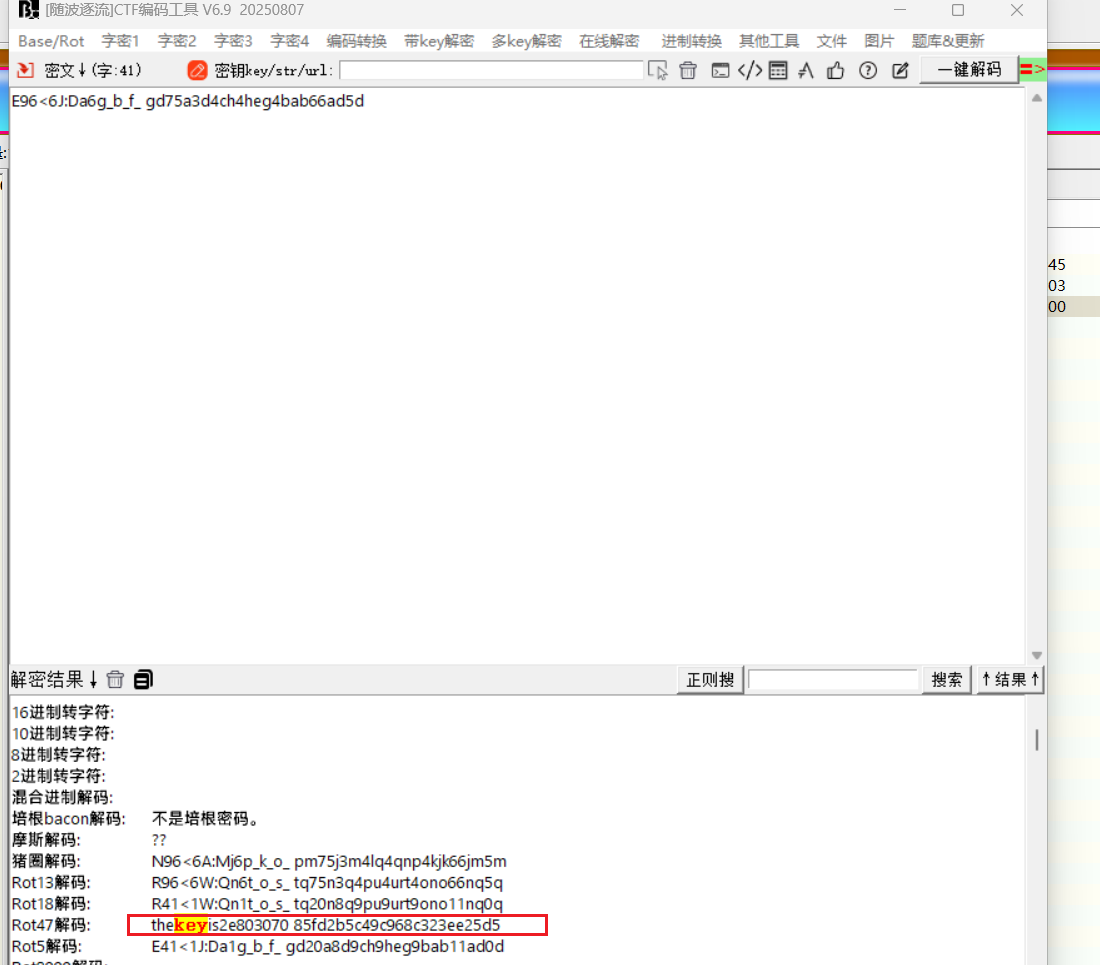 [随波逐流]CTF编码工具 V6.9 20250807
Base/Rot 字密1 字密2 字密3 字密4 编码转换 带key解密 多key解密 在线解密 进制转换 其他工具 文件 图片 题库&更新
密文↓(字:41) 密钥key/str/url: 一键解码 =>
E96<6J:Da6g_b_f_ gd75a3d4ch4heg4bab66ad5d
45
03
00
解密结果↓ 正则搜 搜索 ↑结果↑
16进制转字符:
10进制转字符:
8进制转字符:
2进制转字符:
混合进制解码:
培根bacon解码: 不是培根密码。
摩斯解码: ??
猪圈解码: N96<6A:Mj6p_k_o_ pm75j3m4lq4qnp4kjk66jm5m
Rot13解码: R96<6W:Qn6t_o_s_ tq75n3q4pu4urt4ono66nq5q
Rot18解码: R41<1W:Qn1t_o_s_ tq20n8q9pu9urt9ono11nq0q
Rot47解码: thekeyis2e803070 85fd2b5c49c968c323ee25d5
Rot5解码: E41<1J:Da1g_b_f_ gd20a8d9ch9heg9bab11ad0d